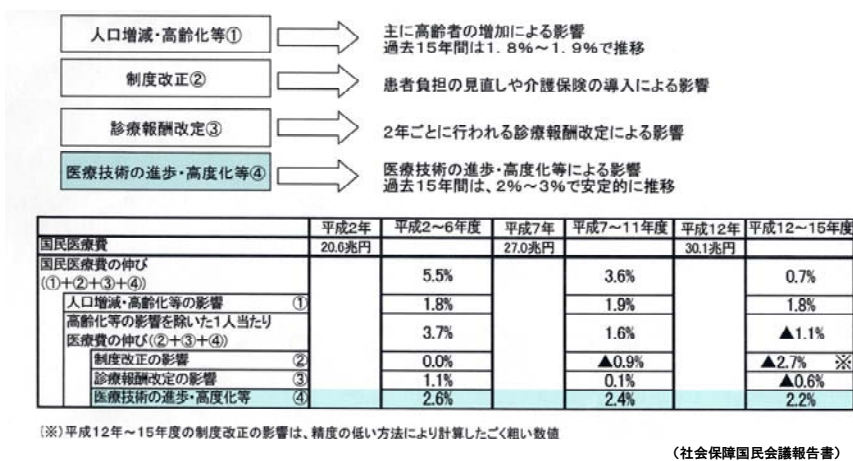 人口増減・高齢化等①
主に高齢者の増加による影響
過去15年間は1.8%~1.9%で推移
制度改正②
患者負担の見直しや介護保険の導入による影響
診療報酬改定③
2年ごとに行われる診療報酬改定による影響
医療技術の進歩・高度化等④
医療技術の進歩・高度化等による影響
過去15年間は、2%~3%で安定的に推移
平成2年 平成2~6年度 平成7年 平成7~11年度 平成12年 平成12~15年度
国民医療費 20.6兆円 27.0兆円 30.1兆円
国民医療費の伸び
(①+②+③+④)) 5.5% 3.6% 0.7%
人口増減・高齢化等の影響 ① 1.8% 1.9% 1.8%
高齢化等の影響を除いた1人当たり
医療費の伸び(②+③+④)) 3.7% 1.6% ▲1.1%
制度改正の影響 ② 0.0% ▲0.9% ▲2.7% ※
診療報酬改定の影響 ③ 1.1% 0.1% ▲0.6%
医療技術の進歩・高度化等 ④ 2.6% 2.4% 2.2%
(※)平成12年~15年度の制度改正の影響は、精度の低い方法により計算したごく粗い数値
(社会保障国民会議報告書)